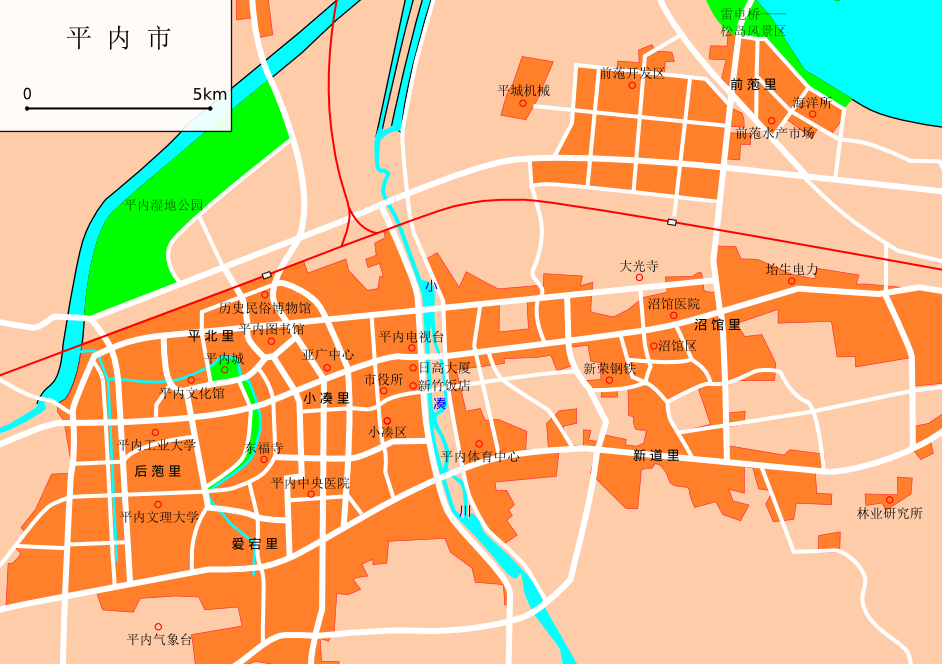 平内市
0 5km
雷电桥——
松岛风景区
前萢开发区
平城机械
前萢里
海洋所
前萢水产市场
平内湿地公园
大光寺
坮生电力
小
历史民俗博物馆
沼馆医院
沼馆里
平北里
平内图书馆
平内电视台
沼馆区
亚广中心
平内城
日高大厦
新荣钢铁
市役所
新竹饭店
平内文化馆
小凑里
凑
小凑区
平内工业大学
东福寺
平内体育中心
新道里
后萢里
平内中央医院
川
平内文理大学
林业研究所
爱宕里
平内气象台